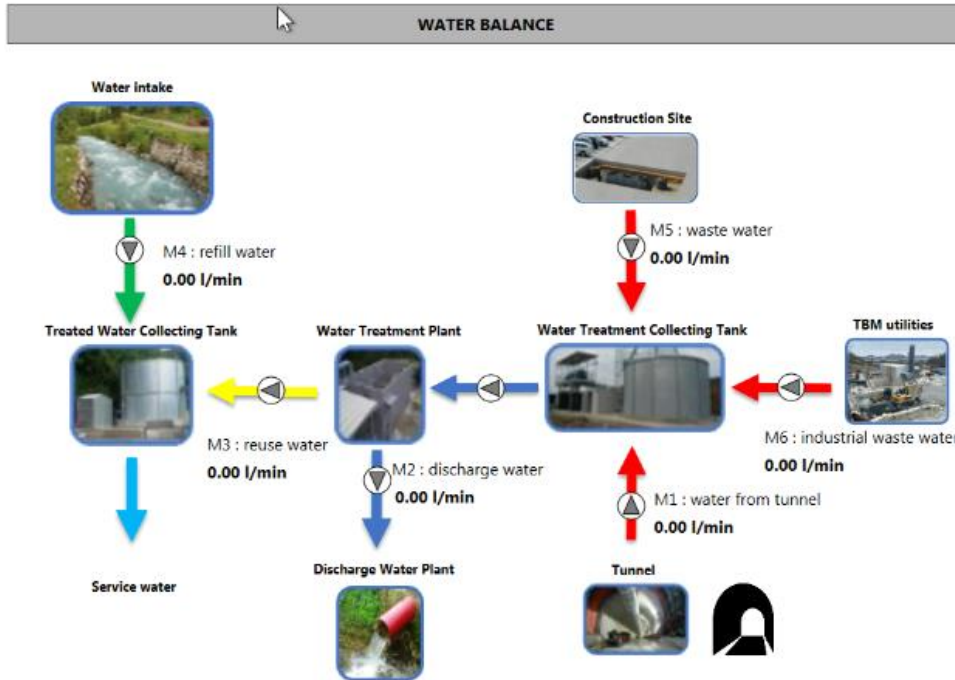 WATER BALANCE
Water intake
Construction Site
M4 : refill water
0.00 l/min
M5 : waste water
0.00 l/min
Treated Water Collecting Tank
Water Treatment Plant
Water Treatment Collecting Tank
TBM utilities
M3 : reuse water
0.00 l/min
M6 : industrial waste water
0.00 l/min
M2 : discharge water
0.00 l/min
M1 : water from tunnel
0.00 l/min
Service water
Discharge Water Plant
Tunnel